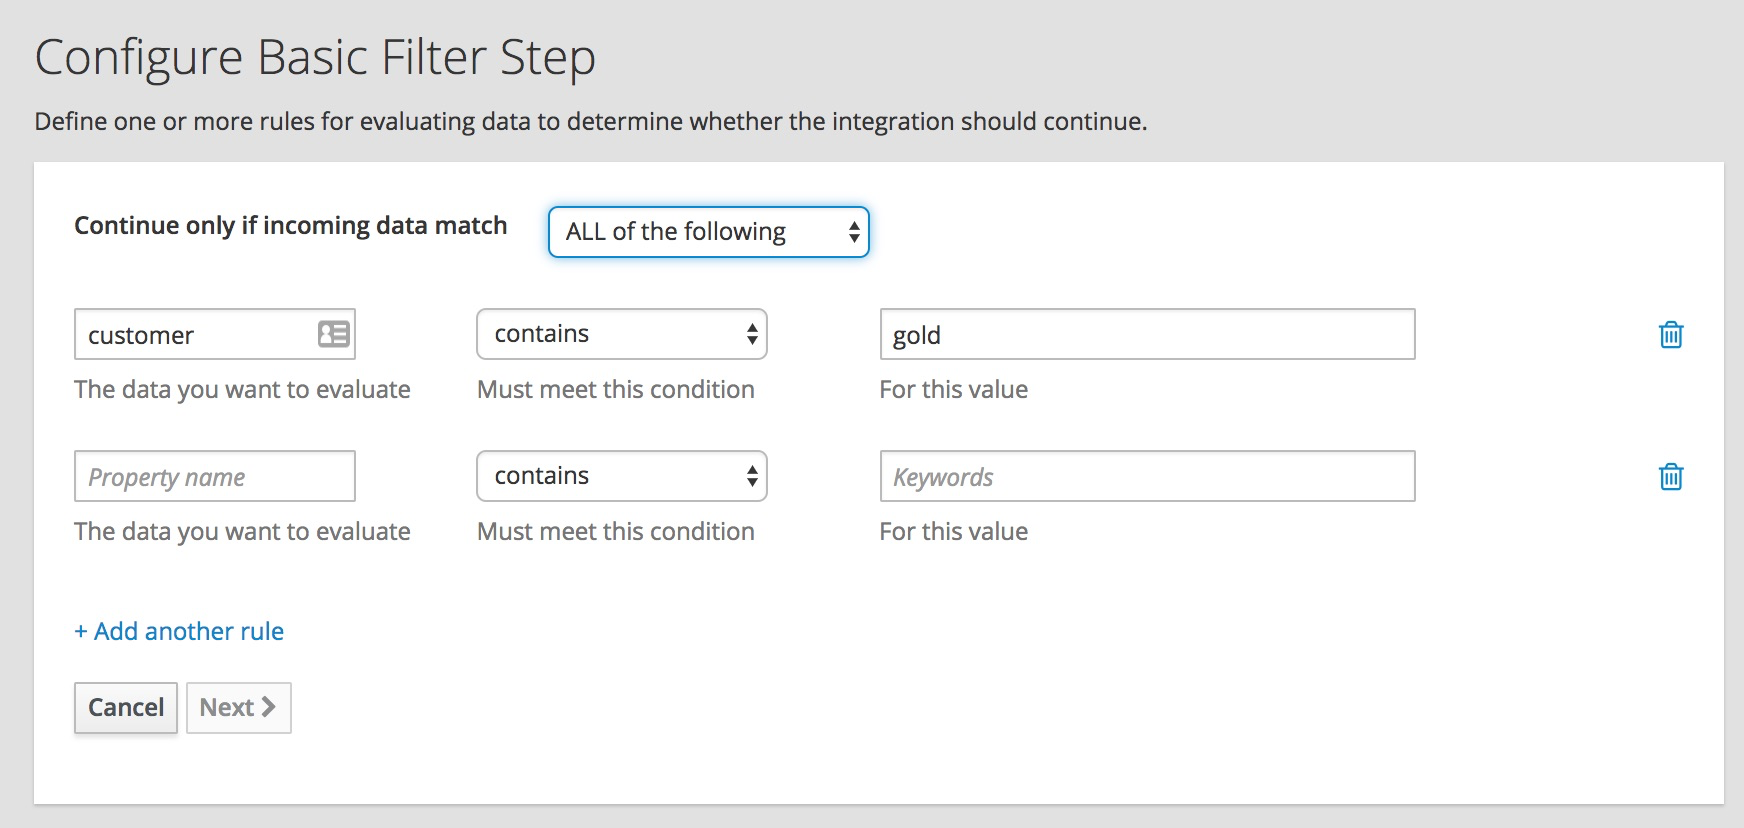 Configure Basic Filter Step
Define one or more rules for evaluating data to determine whether the integration should continue.
Continue only if incoming data match ALL of the following
customer contains gold
The data you want to evaluate Must meet this condition For this value
Property name contains Keywords
The data you want to evaluate Must meet this condition For this value
+ Add another rule
Cancel Next